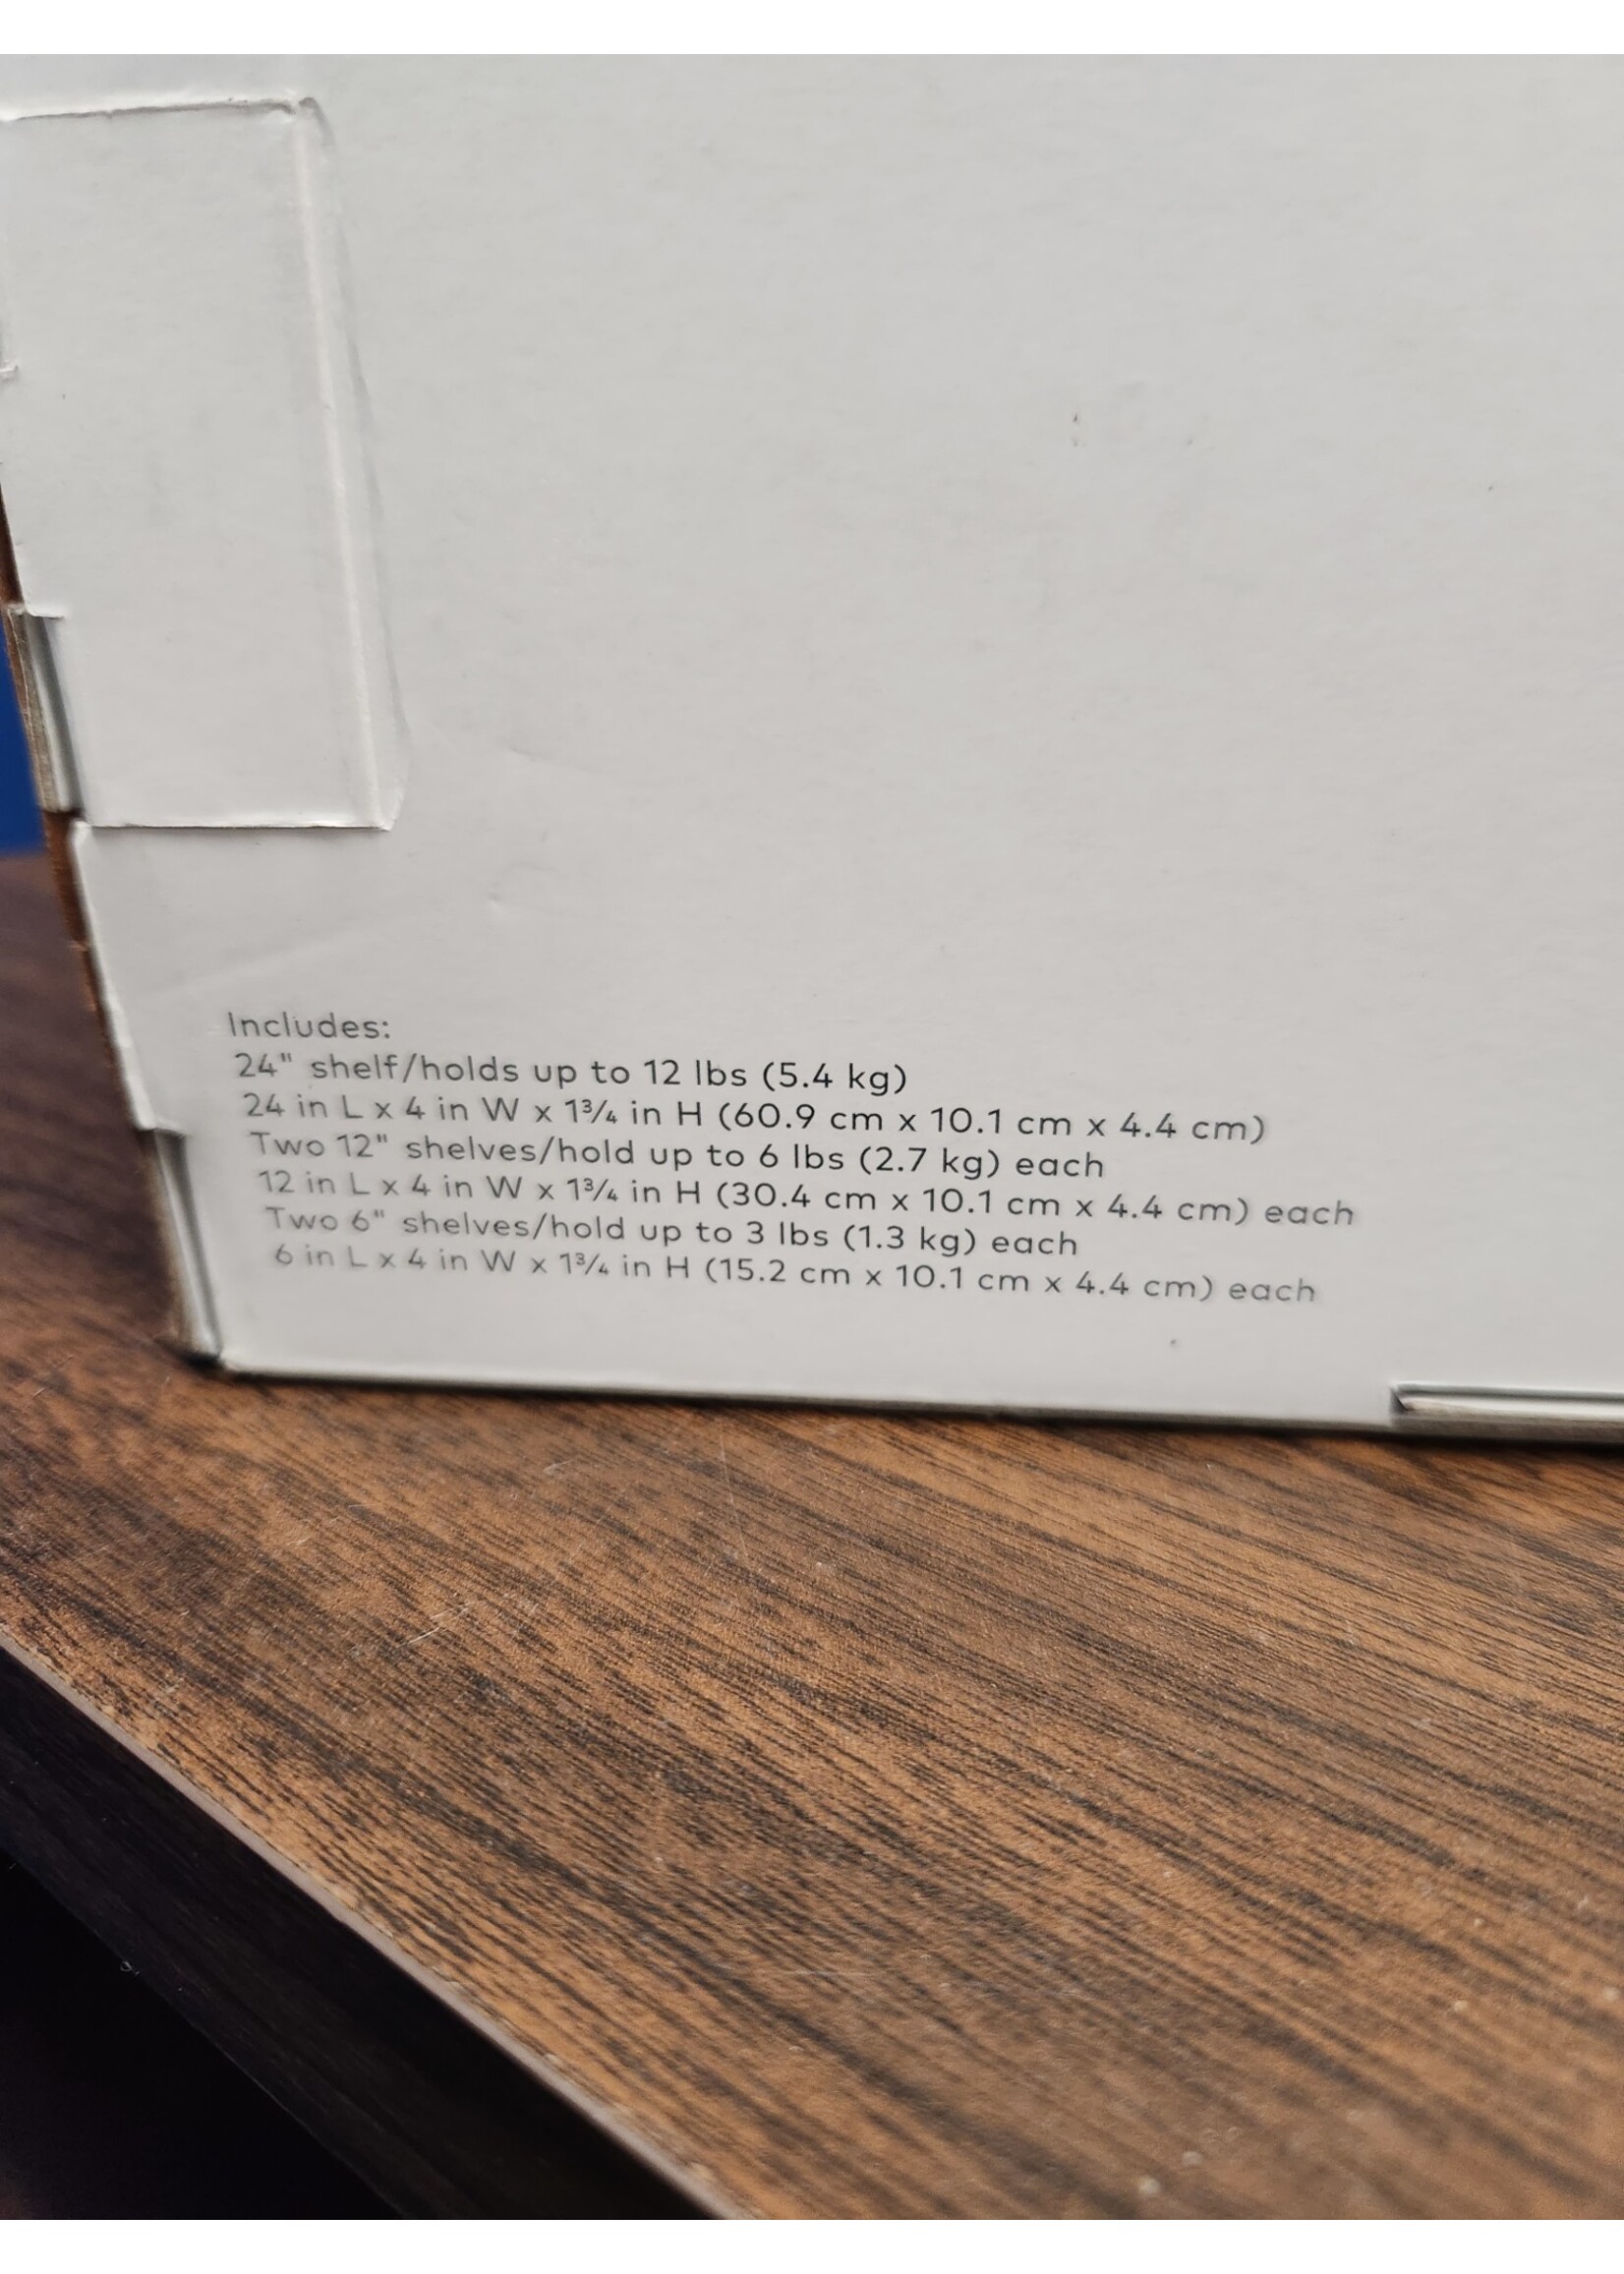 Includes:
24" shelf/holds up to 12 lbs (5.4 kg)
24 in L x 4 in W x 1¾ in H (60.9 cm x 10.1 cm x 4.4 cm)
Two 12" shelves/hold up to 6 lbs (2.7 kg) each
12 in L x 4 in W x 1¾ in H (30.4 cm x 10.1 cm x 4.4 cm) each
Two 6" shelves/hold up to 3 lbs (1.3 kg) each
6 in L x 4 in W x 1¾ in H (15.2 cm x 10.1 cm x 4.4 cm) each